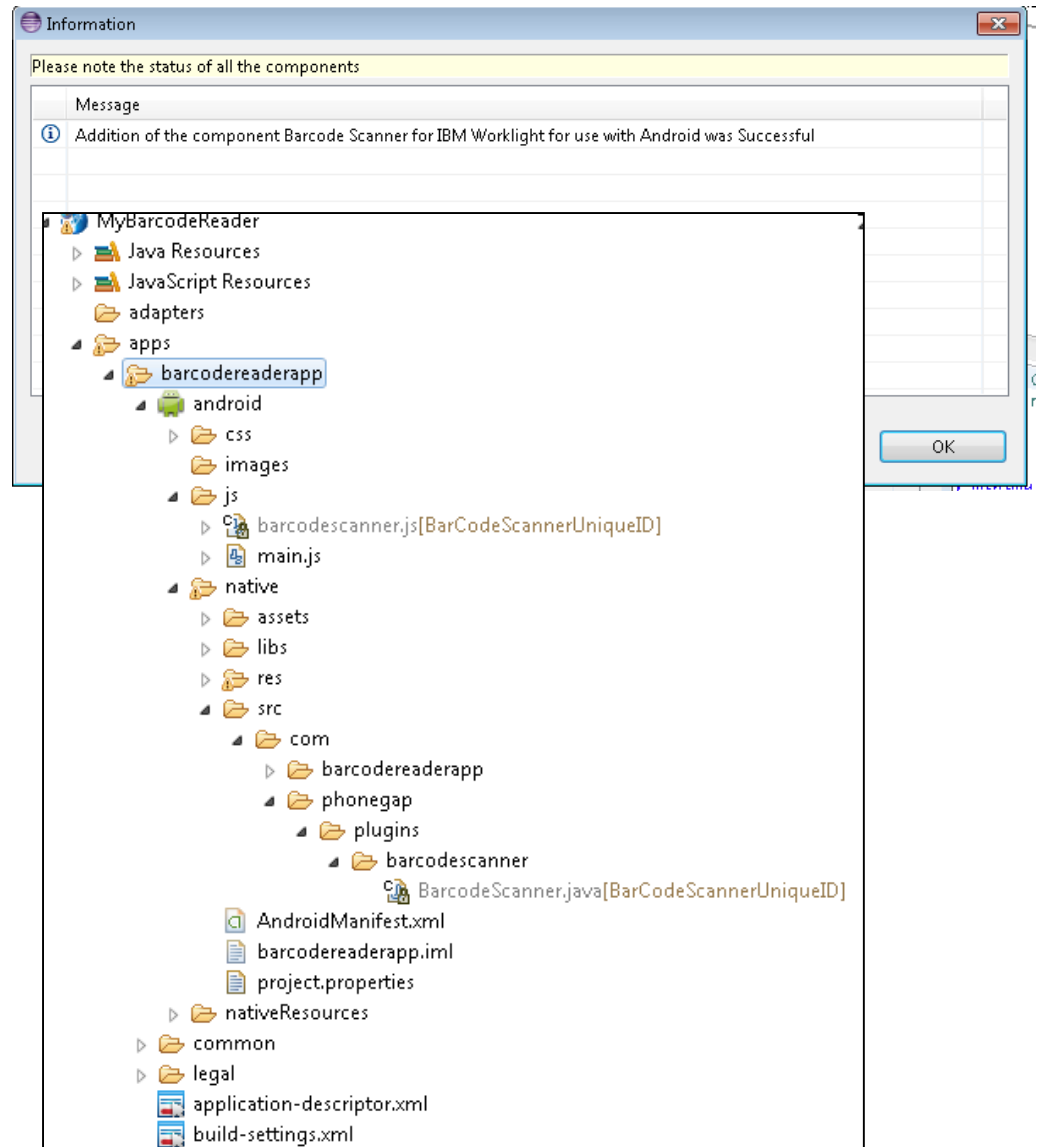 Information
Please note the status of all the components
Message
Addition of the component Barcode Scanner for IBM Worklight for use with Android was Successful
OK
MyBarcodeReader
Java Resources
JavaScript Resources
adapters
apps
barcodereaderapp
android
css
images
js
barcodescanner.js[BarCodeScannerUniqueID]
main.js
native
assets
libs
res
src
com
barcodereaderapp
phonegap
plugins
barcodescanner
BarcodeScanner.java[BarCodeScannerUniqueID]
AndroidManifest.xml
barcodereaderapp.iml
project.properties
nativeResources
common
legal
application-descriptor.xml
build-settings.xml